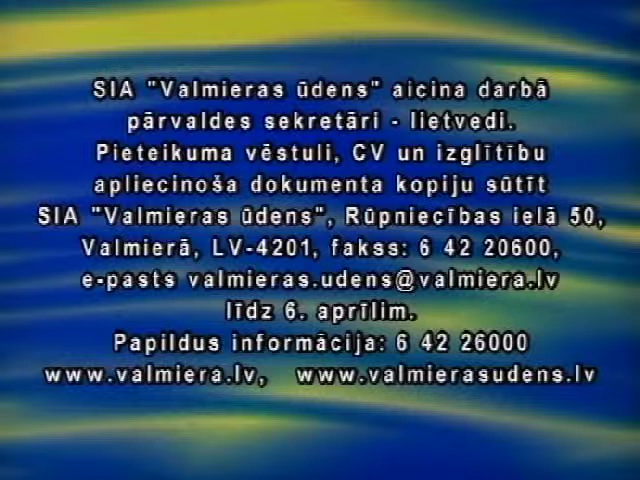 SIA "Valmieras ūdens" aicina darbā
pārvaldes sekretāri - lietvedi.
Pieteikuma vēstuli, CV un izglītību
apliecinoša dokumenta kopiju sūtīt
SIA "Valmieras ūdens", Rūpniecības ielā 50,
Valmierā, LV-4201, fakss: 6 42 20600,
e-pasts valmieras.udens@valmiera.lv
līdz 6. aprīlim.
Papildus informācija: 6 42 26000
www.valmiera.lv, www.valmierasudens.lv